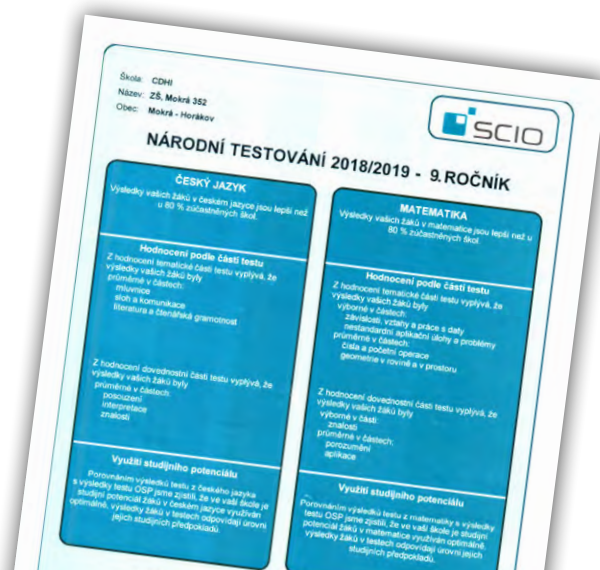 Škola: CDHI
Název: ZŠ, Mokrá 352
Obec: Mokrá - Horákov
SCIO
NÁRODNÍ TESTOVÁNÍ 2018/2019 - 9. ROČNÍK
ČESKÝ JAZYK
Výsledky vašich žáků v českém jazyce jsou lepší než
u 80 % zúčastněných škol.
Hodnocení podle částí testu
Z hodnocení tematické části testu vyplývá, že
výsledky vašich žáků byly
průměrné v částech:
mluvnice
sloh a komunikace
literatura a čtenářská gramotnost
Z hodnocení dovednostní části testu vyplývá, že
výsledky vašich žáků byly
průměrné v částech:
posouzení
interpretace
znalosti
Využití studijního potenciálu
Porovnáním výsledků testu z českého jazyka
s výsledky testu OSP jsme zjistili, že ve vaší škole je
studijní potenciál žáků v českém jazyce využíván
optimálně, výsledky žáků v testech odpovídají úrovni
jejich studijních předpokladů.
MATEMATIKA
Výsledky vašich žáků v matematice jsou lepší než u
80 % zúčastněných škol.
Hodnocení podle částí testu
Z hodnocení tematické části testu vyplývá, že
výsledky vašich žáků byly
výborné v částech:
závislosti, vztahy a práce s daty
nestandardní aplikační úlohy a problémy
průměrné v částech:
čísla a početní operace
geometrie v rovině a v prostoru
Z hodnocení dovednostní části testu vyplývá, že
výsledky vašich žáků byly
výborné v části:
znalosti
průměrné v částech:
porozumění
aplikace
Využití studijního potenciálu
Porovnáním výsledků testu z matematiky s výsledky
testu OSP jsme zjistili, že ve vaší škole je studijní
potenciál žáků v matematice využíván optimálně,
výsledky žáků v testech odpovídají úrovni jejich
studijních předpokladů.